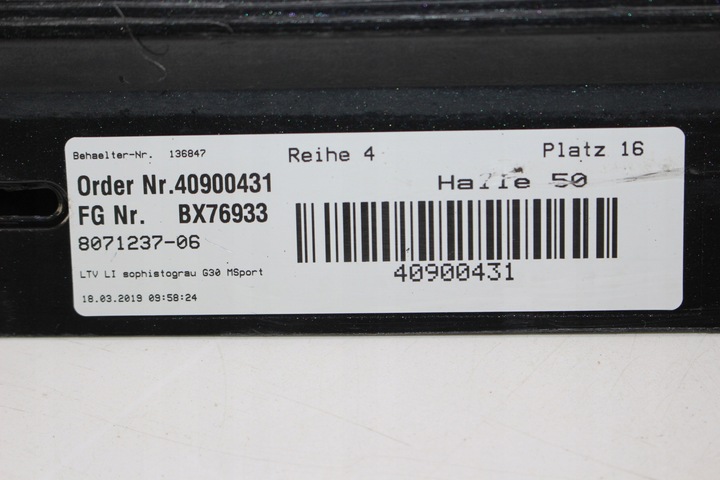 Behaelter-Nr. 136847
Reihe 4
Platz 16
Order Nr.40900431
Halle 50
FG Nr. BX76933
8071237-06
40900431
LTV LI sophistograu G30 MSport
18.03.2019 09:58:24